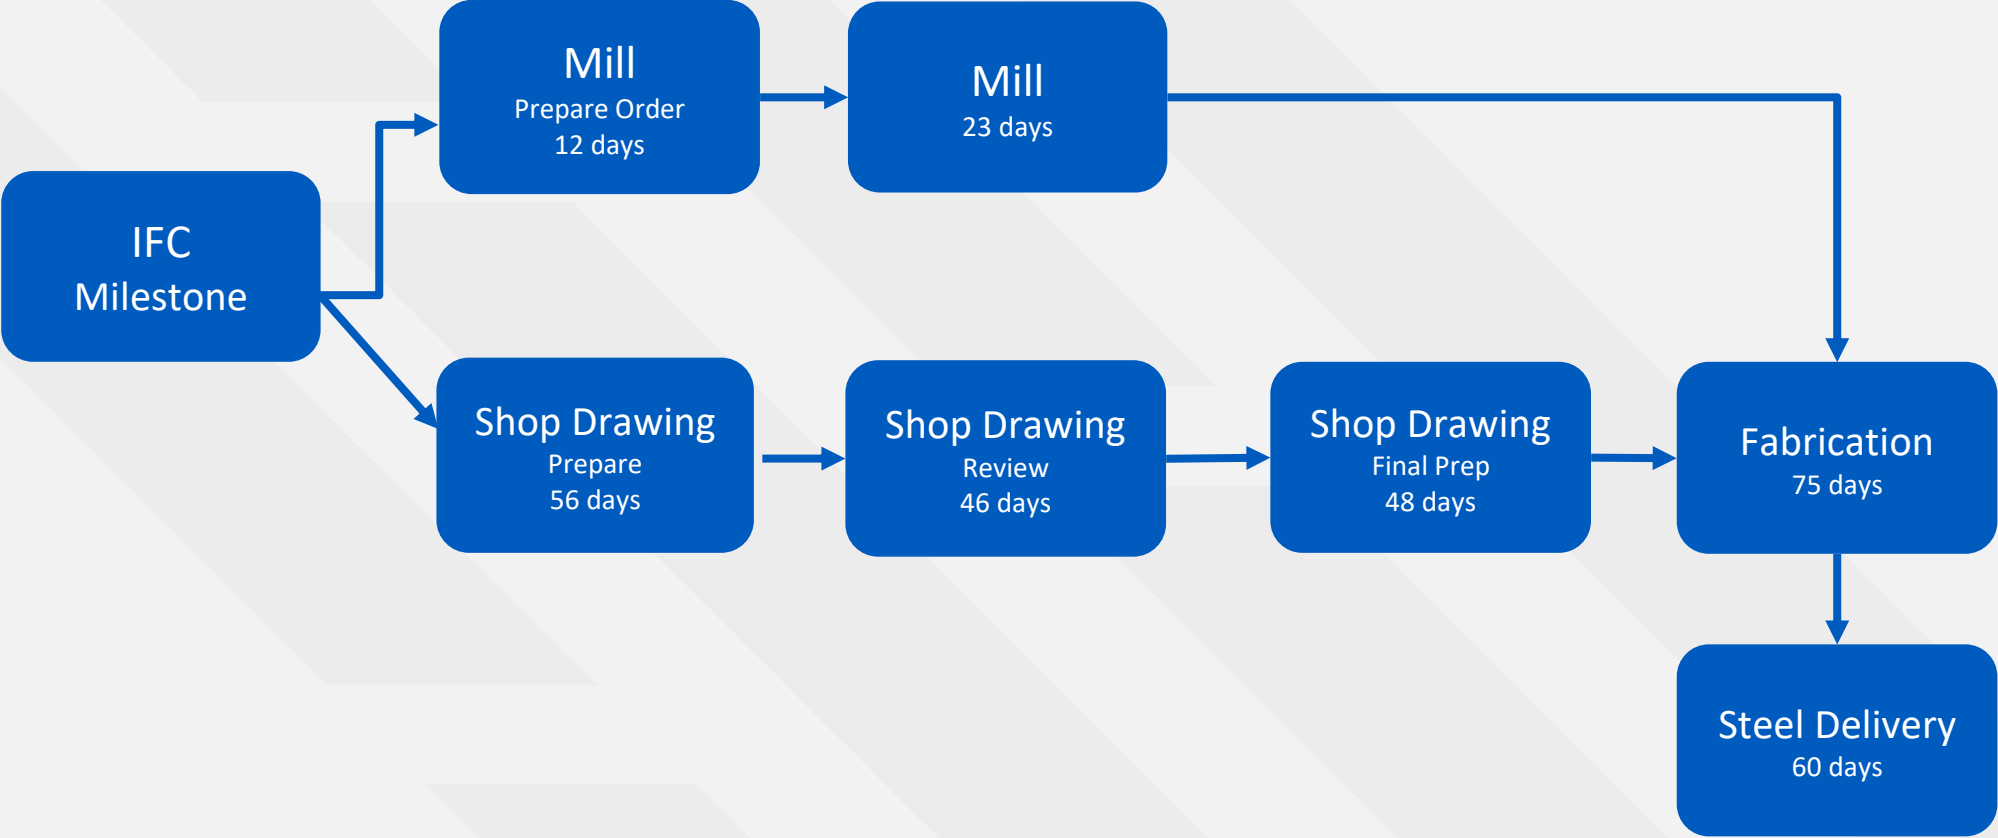 Mill
Prepare Order
12 days
Mill
23 days
IFC
Milestone
Shop Drawing
Prepare
56 days
Shop Drawing
Review
46 days
Shop Drawing
Final Prep
48 days
Fabrication
75 days
Steel Delivery
60 days